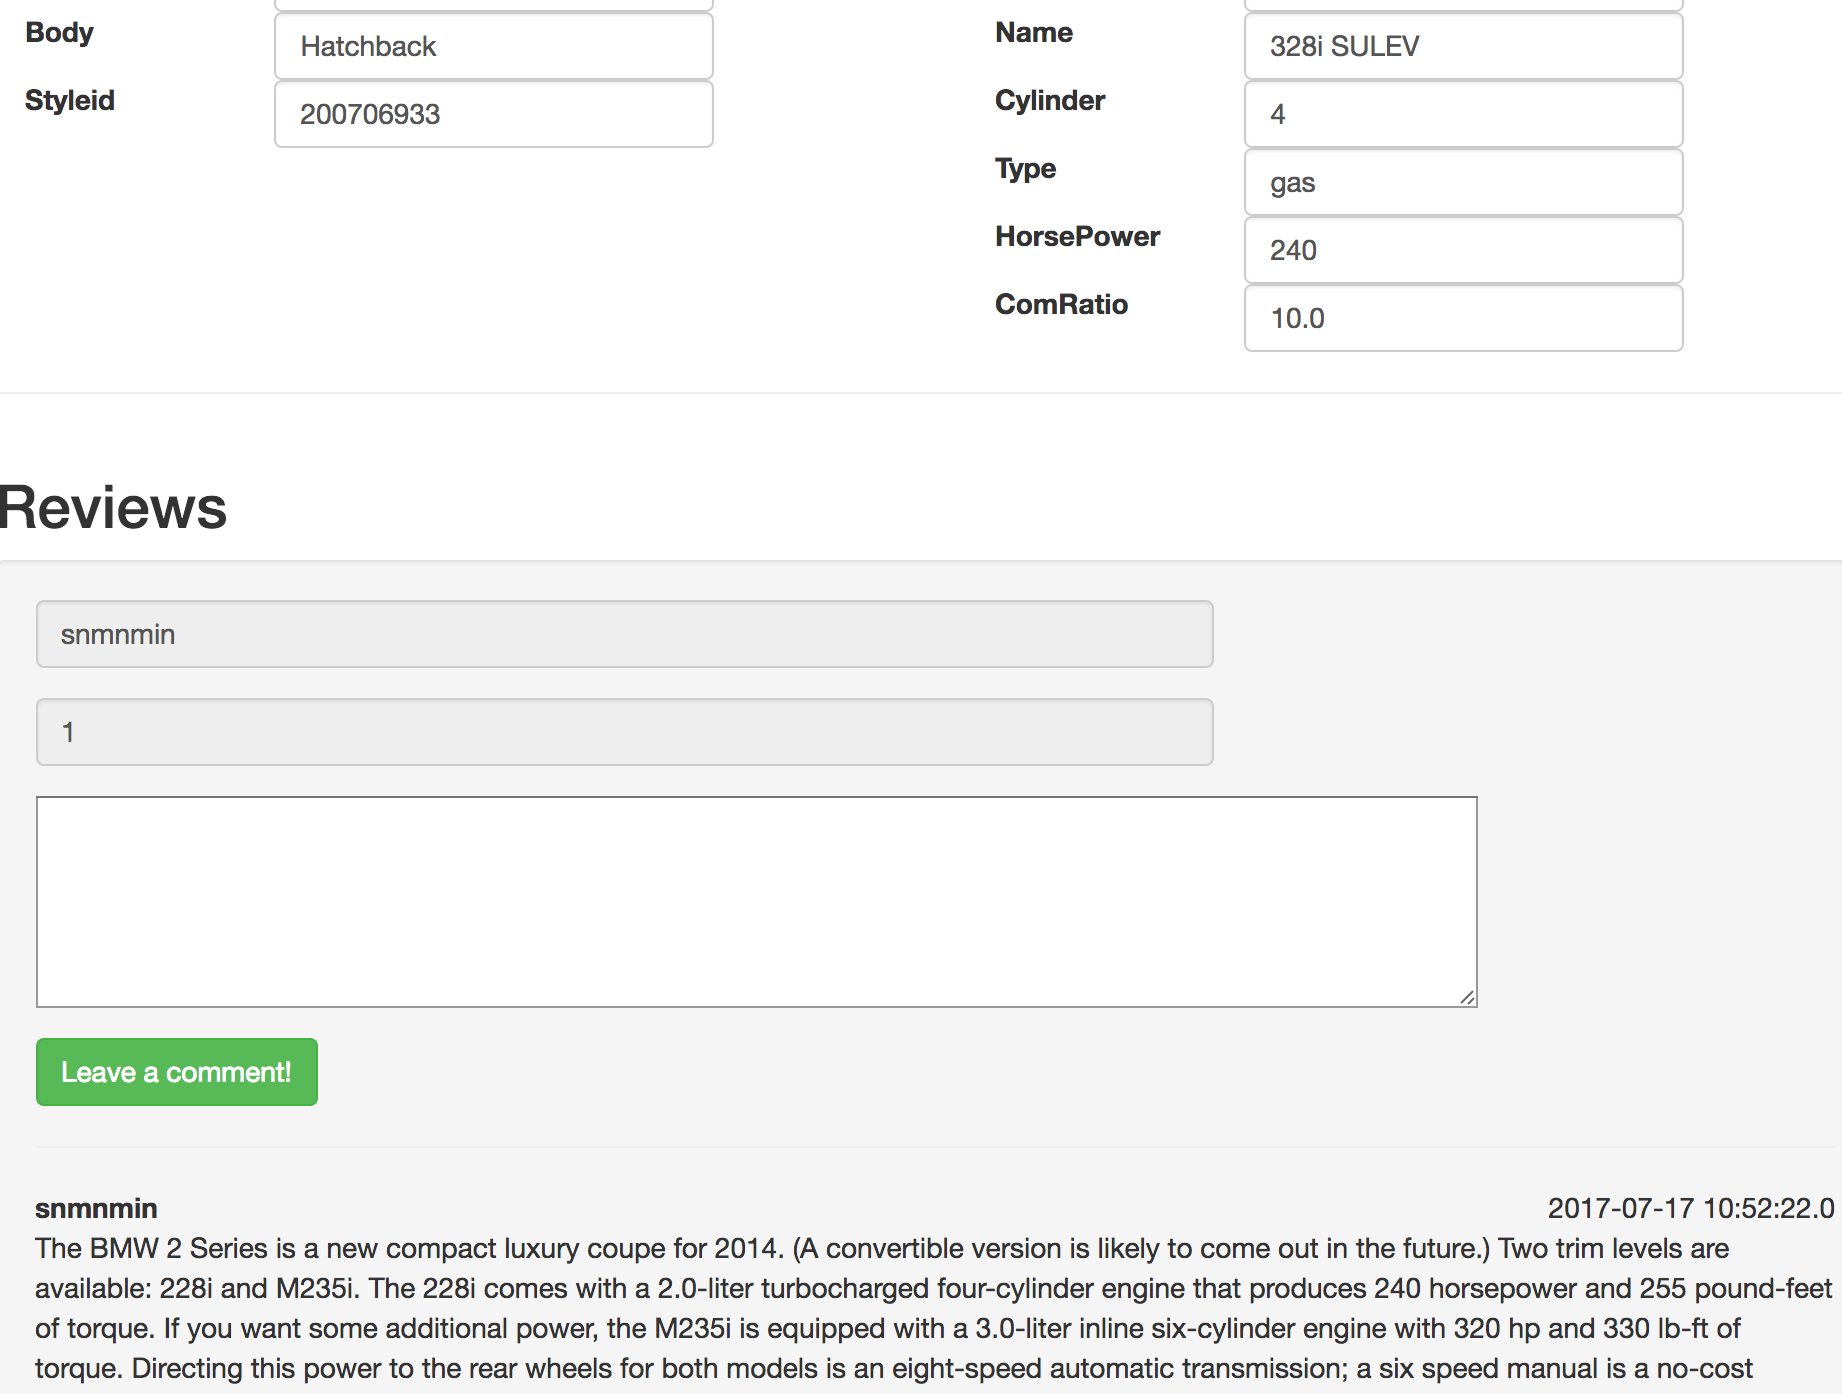 Body
Hatchback
Name
328i SULEV
Styleid
200706933
Cylinder
4
Type
gas
HorsePower
240
ComRatio
10.0
Reviews
snmnmin
1
Leave a comment!
snmnmin
2017-07-17 10:52:22.0
The BMW 2 Series is a new compact luxury coupe for 2014. (A convertible version is likely to come out in the future.) Two trim levels are
available: 228i and M235i. The 228i comes with a 2.0-liter turbocharged four-cylinder engine that produces 240 horsepower and 255 pound-feet
of torque. If you want some additional power, the M235i is equipped with a 3.0-liter inline six-cylinder engine with 320 hp and 330 lb-ft of
torque. Directing this power to the rear wheels for both models is an eight-speed automatic transmission; a six speed manual is a no-cost